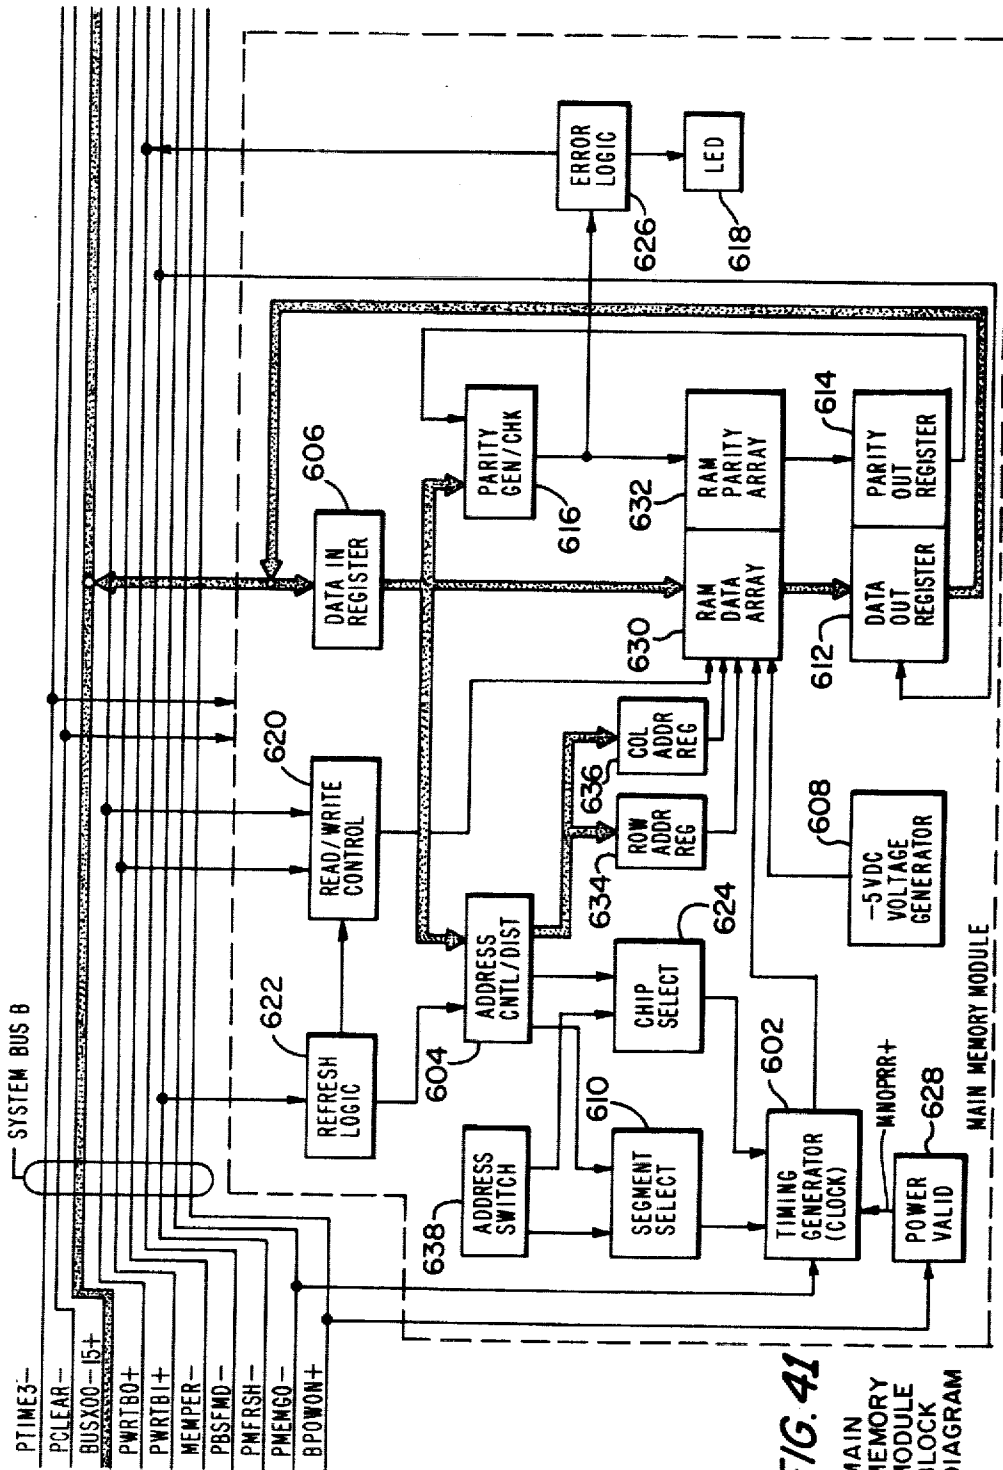 SYSTEM BUS B
PTIME3-
PCLEAR-
BUSX00-15+
PWRTB0+
PWRTB1+
MEMPER-
PBSFMD-
PMFRSH-
PMEMGO-
BPOWON+
622
REFRESH
LOGIC
620
READ/WRITE
CONTROL
606
DATA IN
REGISTER
626
ERROR
LOGIC
618
LED
638
ADDRESS
SWITCH
604
ADDRESS
CNTL/DIST
616
PARITY
GEN/CHK
610
SEGMENT
SELECT
624
CHIP
SELECT
634
ROW
ADDR
REG
636
COL
ADDR
REG
630
RAM
DATA
ARRAY
632
RAM
PARITY
ARRAY
602
TIMING
GENERATOR
(CLOCK)
MNOPRR+
628
POWER
VALID
608
-5VDC
VOLTAGE
GENERATOR
612
DATA
OUT
REGISTER
614
PARITY
OUT
REGISTER
MAIN MEMORY MODULE
FIG. 41
MAIN
MEMORY
MODULE
BLOCK
DIAGRAM